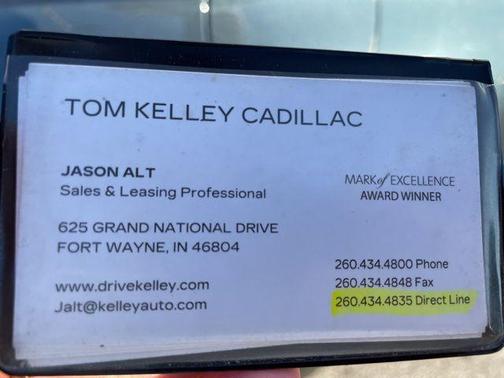 TOM KELLEY CADILLAC
JASON ALT
Sales & Leasing Professional
MARK of EXCELLENCE
AWARD WINNER
625 GRAND NATIONAL DRIVE
FORT WAYNE, IN 46804
www.drivekelley.com
Jalt@kelleyauto.com
260.434.4800 Phone
260.434.4848 Fax
260.434.4835 Direct Line